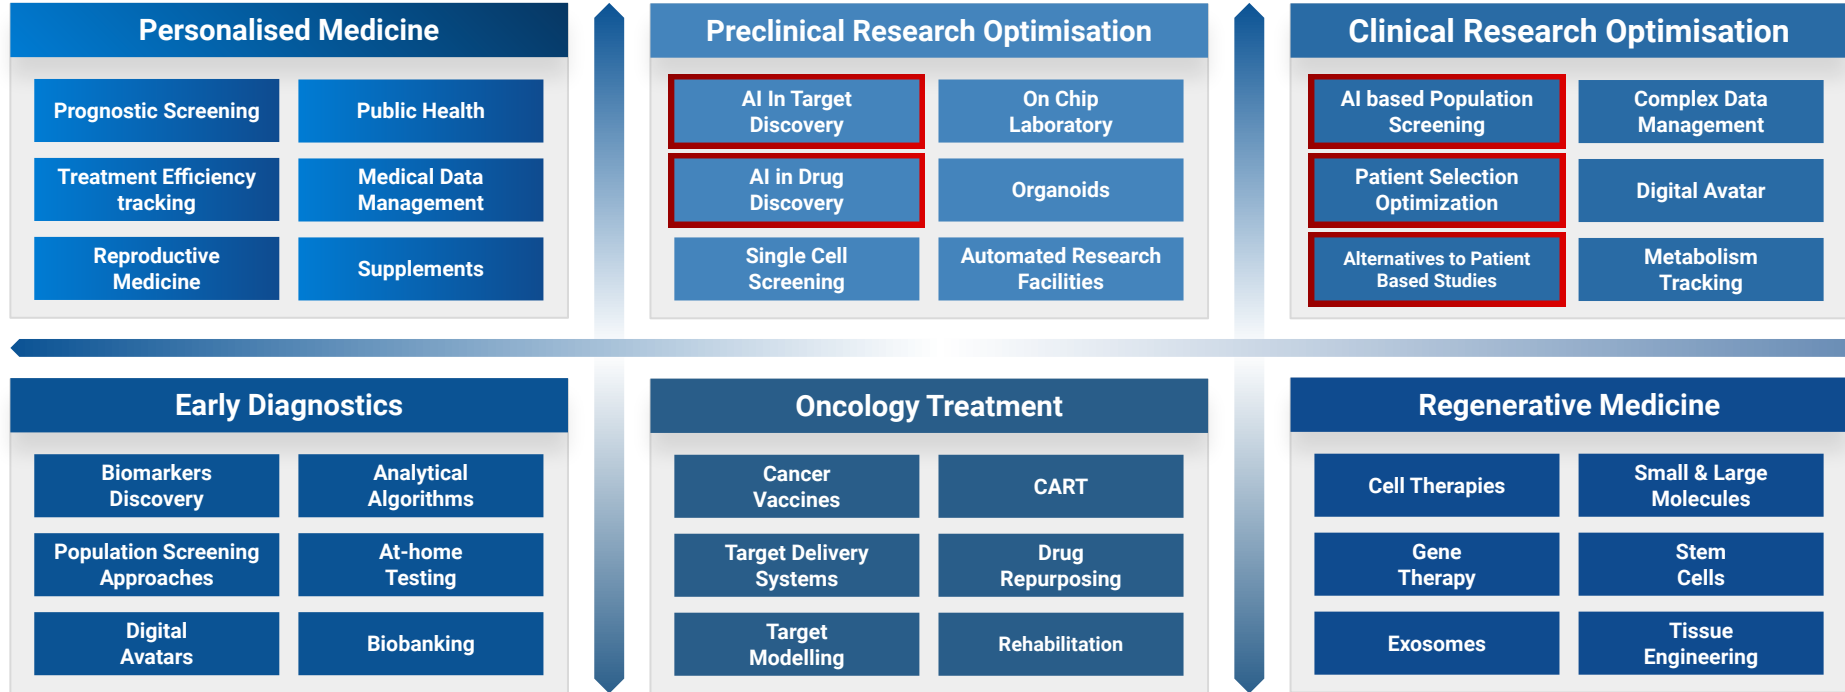 Personalised Medicine
Prognostic Screening
Public Health
Treatment Efficiency
tracking
Medical Data
Management
Reproductive
Medicine
Supplements
Preclinical Research Optimisation
AI In Target
Discovery
On Chip
Laboratory
AI in Drug
Discovery
Organoids
Single Cell
Screening
Automated Research
Facilities
Clinical Research Optimisation
AI based Population
Screening
Complex Data
Management
Patient Selection
Optimization
Digital Avatar
Alternatives to Patient
Based Studies
Metabolism
Tracking
Early Diagnostics
Biomarkers
Discovery
Analytical
Algorithms
Population Screening
Approaches
At-home
Testing
Digital
Avatars
Biobanking
Oncology Treatment
Cancer
Vaccines
CART
Target Delivery
Systems
Drug
Repurposing
Target
Modelling
Rehabilitation
Regenerative Medicine
Cell Therapies
Small & Large
Molecules
Gene
Therapy
Stem
Cells
Exosomes
Tissue
Engineering